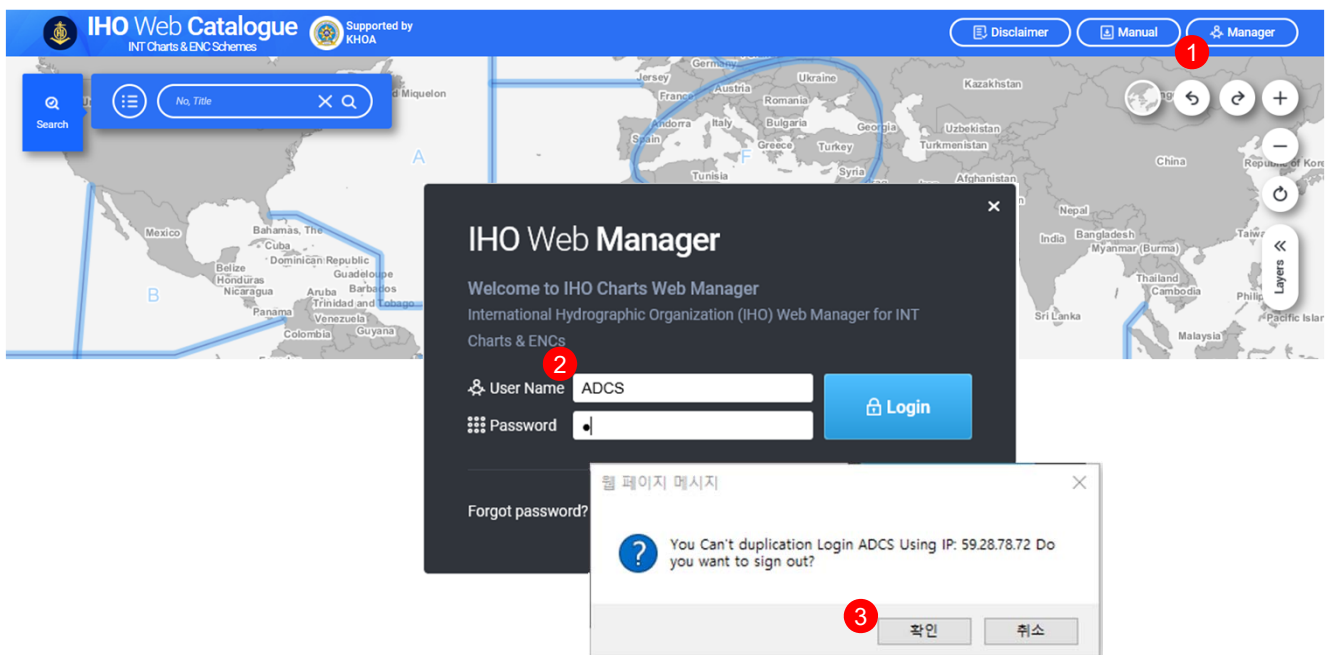 IHO Web Catalogue
INT Charts & ENC Schemes
Supported by
KHOA
Disclaimer
Manual
Manager
1
Search
No, Title
Miquelon
Jersey
Germany
France
Austria
Ukraine
Romania
Kazakhstan
Andorra
Italy
Bulgaria
Georgia
Uzbekistan
Spain
Greece
Turkey
Turkmenistan
A
F
China
Tunisia
Syria
Afghanistan
Mexico
Bahamas, The
Cuba
Dominican Republic
Belize
Guadeloupe
Honduras
Nicaragua
Aruba
Barbados
Trinidad and Tobago
B
Panama
Venezuela
Colombia
Guyana
Nepal
India
Bangladesh
Myanmar (Burma)
Thailand
Cambodia
Sri Lanka
Malaysia
Layers
IHO Web Manager
Welcome to IHO Charts Web Manager
International Hydrographic Organization (IHO) Web Manager for INT
Charts & ENCs
2
User Name
ADCS
Login
Password
Forgot password?
웹 페이지 메시지
You Can't duplication Login ADCS Using IP: 59.28.78.72 Do
you want to sign out?
3
확인
취소